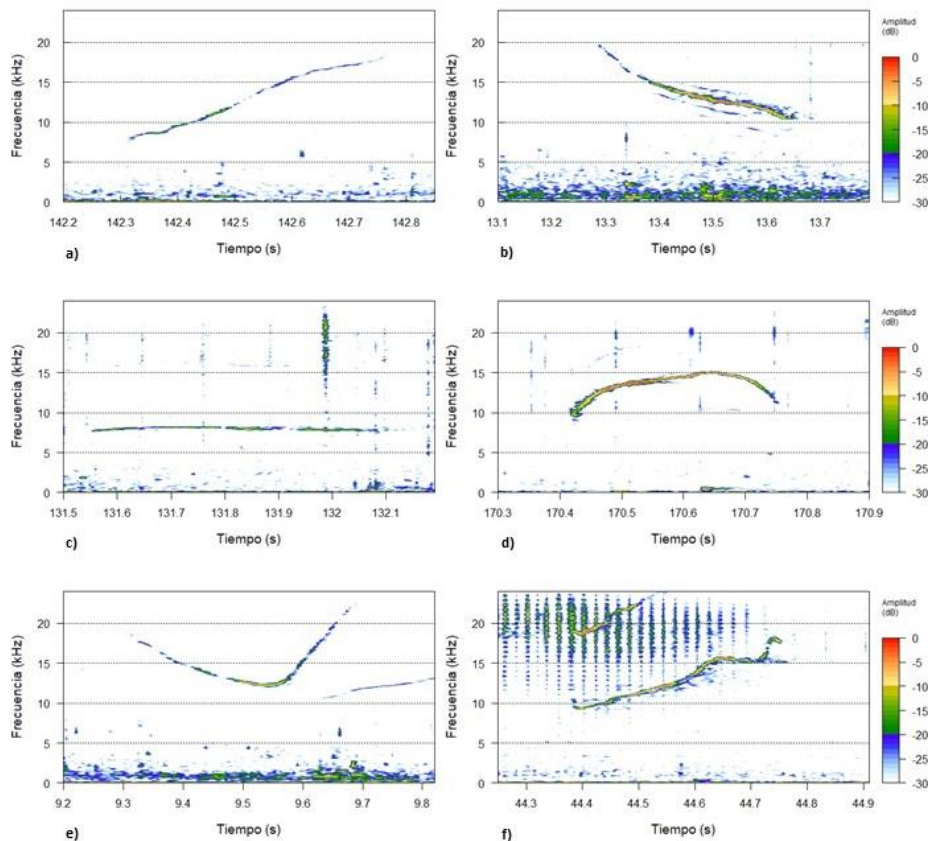 Frecuencia (kHz)
20
15
10
5
0
142.2 142.3 142.4 142.5 142.6 142.7 142.8
Tiempo (s)
a)
Frecuencia (kHz)
20
15
10
5
0
13.1 13.2 13.3 13.4 13.5 13.6 13.7
Tiempo (s)
b)
Amplitud
(dB)
0
-5
-10
-15
-20
-25
-30
Frecuencia (kHz)
20
15
10
5
0
131.5 131.6 131.7 131.8 131.9 132 132.1
Tiempo (s)
c)
Frecuencia (kHz)
20
15
10
5
0
170.3 170.4 170.5 170.6 170.7 170.8 170.9
Tiempo (s)
d)
Amplitud
(dB)
0
-5
-10
-15
-20
-25
-30
Frecuencia (kHz)
20
15
10
5
0
9.2 9.3 9.4 9.5 9.6 9.7 9.8
Tiempo (s)
e)
Frecuencia (kHz)
20
15
10
5
0
44.3 44.4 44.5 44.6 44.7 44.8 44.9
Tiempo (s)
f)
Amplitud
(dB)
0
-5
-10
-15
-20
-25
-30